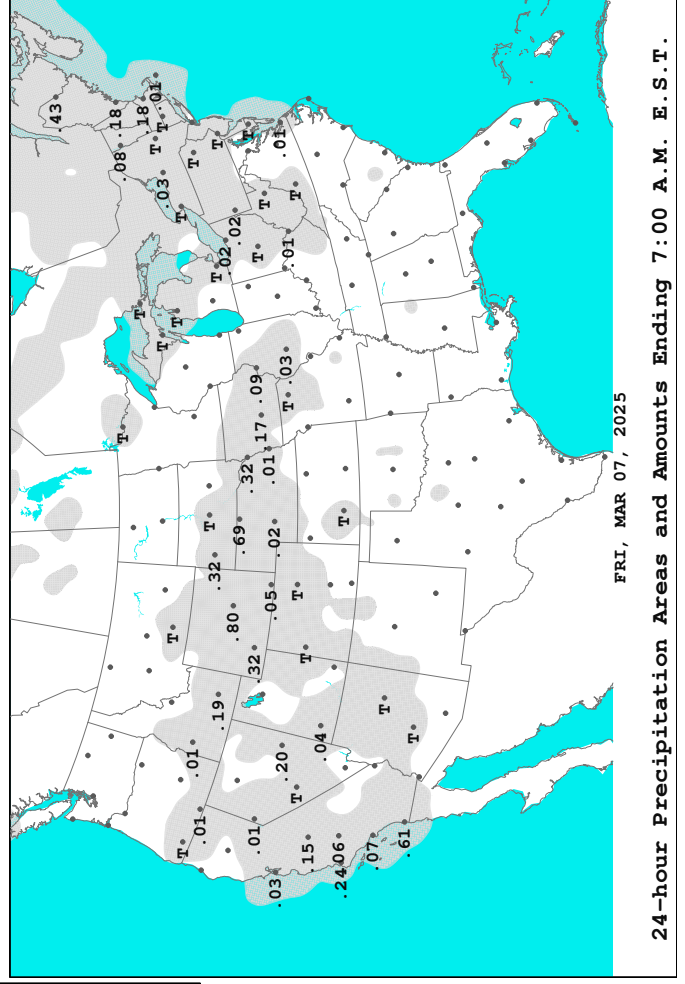 .43
.18
.08
T
T
.18
.01
T
T
T
.03
T
T
T
T
.01
T
.01
T
.32
T
T
.19
.02
.80
.02
.69
.32
T
.32
.01
.09
T
.17
T
.01
.05
.02
.03
.01
.20
.03
T
.01
T
T
T
T
.15
.04
.24 06
T
.07
T
.61
T
FRI, MAR 07, 2025
24-hour Precipitation Areas and Amounts Ending 7:00 A.M. E.S.T.